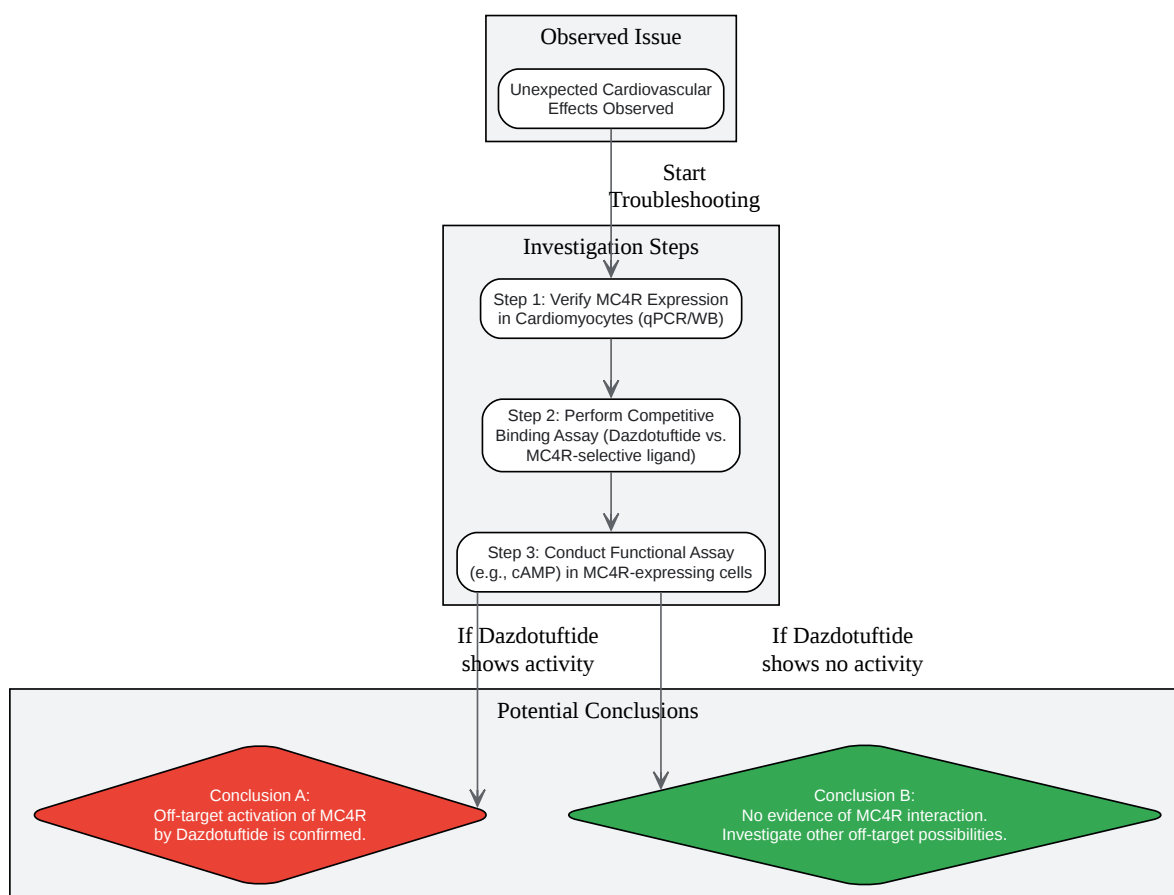 Observed Issue
Unexpected Cardiovascular
Effects Observed
Start
Troubleshooting
Investigation Steps
Step 1: Verify MC4R Expression
in Cardiomyocytes (qPCR/WB)
Step 2: Perform Competitive
Binding Assay (Dazdotuftide vs.
MC4R-selective ligand)
Step 3: Conduct Functional Assay
(e.g., cAMP) in MC4R-expressing cells
If Dazdotuftide
shows activity
If Dazdotuftide
shows no activity
Potential Conclusions
Conclusion A:
Off-target activation of MC4R
by Dazdotuftide is confirmed.
Conclusion B:
No evidence of MC4R interaction.
Investigate other off-target possibilities.